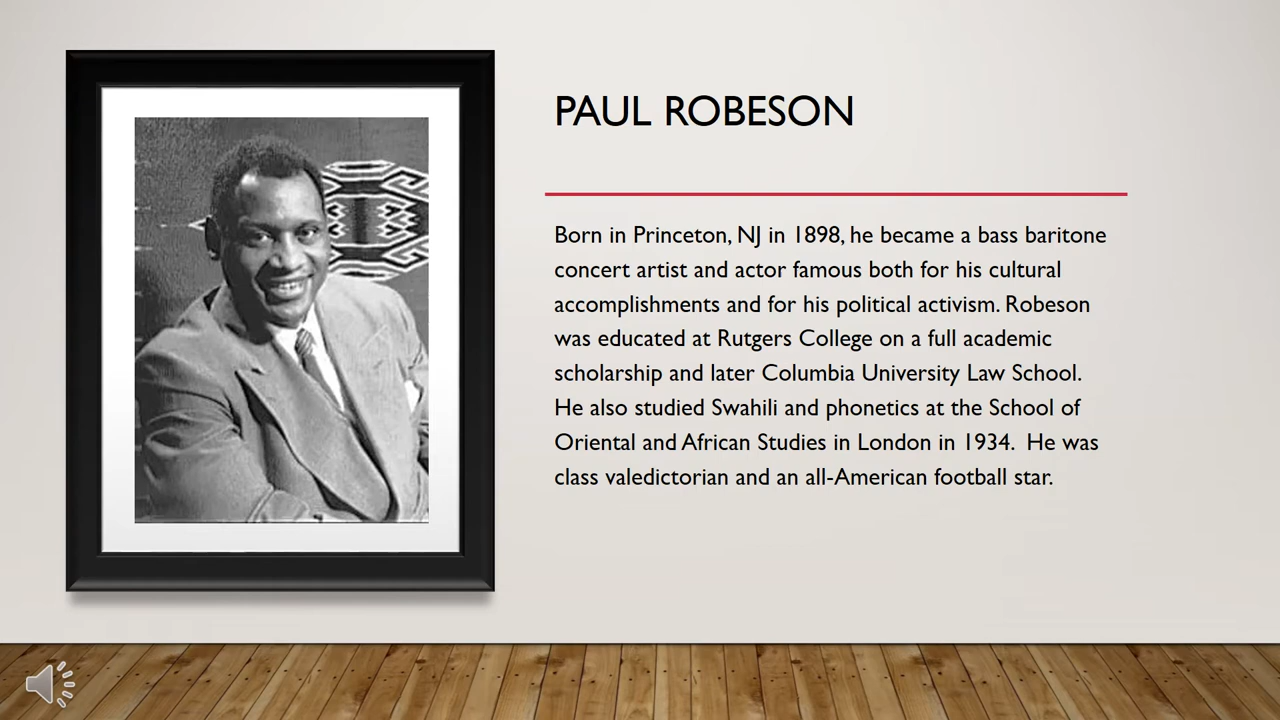 PAUL ROBESON
Born in Princeton, NJ in 1898, he became a bass baritone
concert artist and actor famous both for his cultural
accomplishments and for his political activism. Robeson
was educated at Rutgers College on a full academic
scholarship and later Columbia University Law School.
He also studied Swahili and phonetics at the School of
Oriental and African Studies in London in 1934.  He was
class valedictorian and an all-American football star.